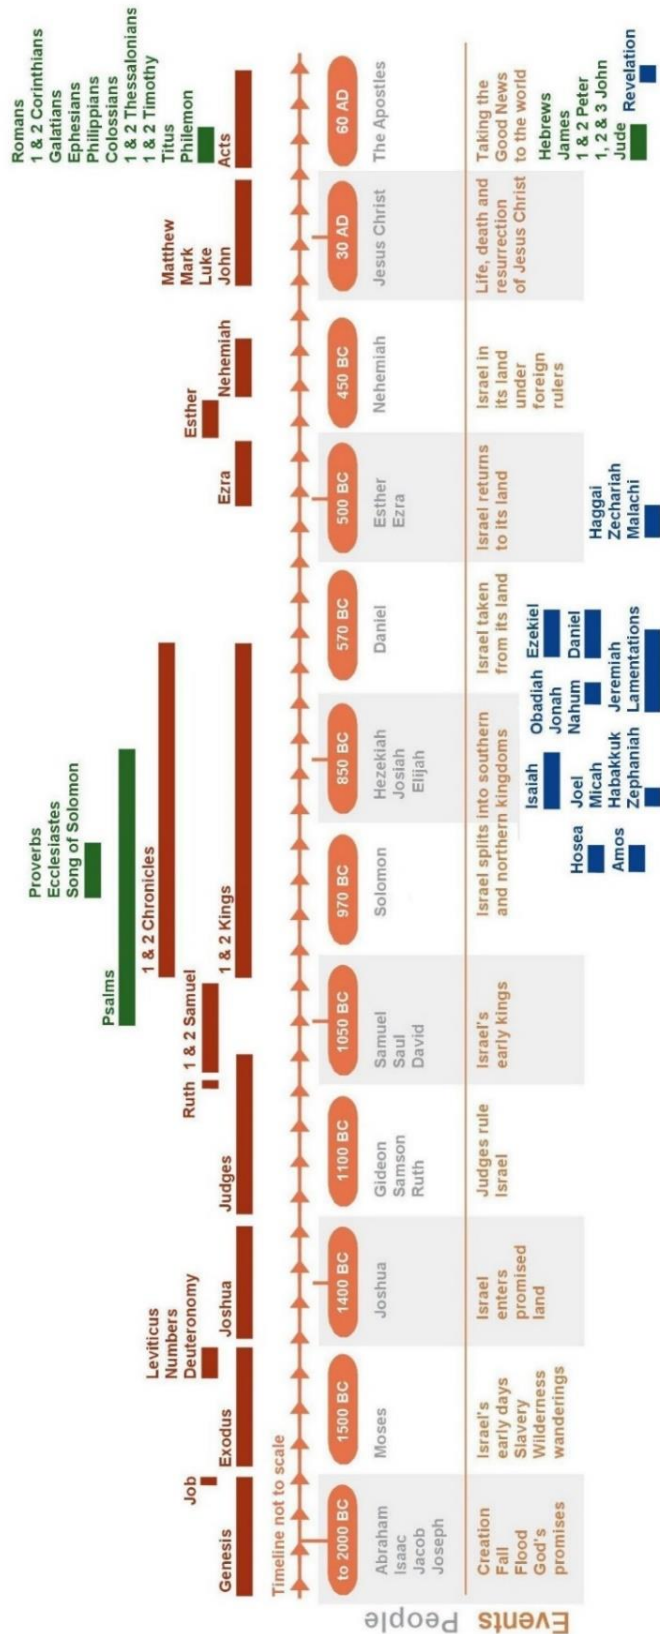 Romans
1 & 2 Corinthians
Galatians
Ephesians
Philippians
Colossians
1 & 2 Thessalonians
1 & 2 Timothy
Titus
Philemon
Proverbs
Ecclesiastes
Song of Solomon
Psalms
1 & 2 Chronicles
Matthew
Mark
Luke
John
Leviticus
Numbers
Deuteronomy
Job
Ruth
1 & 2 Samuel
Esther
Genesis
Exodus
Joshua
Judges
1 & 2 Kings
Ezra
Nehemiah
Acts
Timeline not to scale
to 2000 BC
1500 BC
1400 BC
1100 BC
1050 BC
970 BC
850 BC
570 BC
500 BC
450 BC
30 AD
60 AD
People
Abraham
Isaac
Jacob
Joseph
Moses
Joshua
Gideon
Samson
Ruth
Samuel
Saul
David
Solomon
Hezekiah
Josiah
Elijah
Daniel
Esther
Ezra
Nehemiah
Jesus Christ
The Apostles
Events
Creation
Fall
Flood
God's
promises
Israel's
early days
Slavery
Wilderness
wanderings
Israel
enters
promised
land
Judges rule
Israel
Israel's
early kings
Israel splits into southern
and northern kingdoms
Israel taken
from its land
Israel returns
to its land
Israel in
its land
under
foreign
rulers
Life, death and
resurrection
of Jesus Christ
Taking the
Good News
to the world
Hosea
Amos
Isaiah
Joel
Micah
Habakkuk
Zephaniah
Obadiah
Jonah
Nahum
Ezekiel
Daniel
Jeremiah
Lamentations
Haggai
Zechariah
Malachi
Hebrews
James
1 & 2 Peter
1, 2 & 3 John
Jude
Revelation